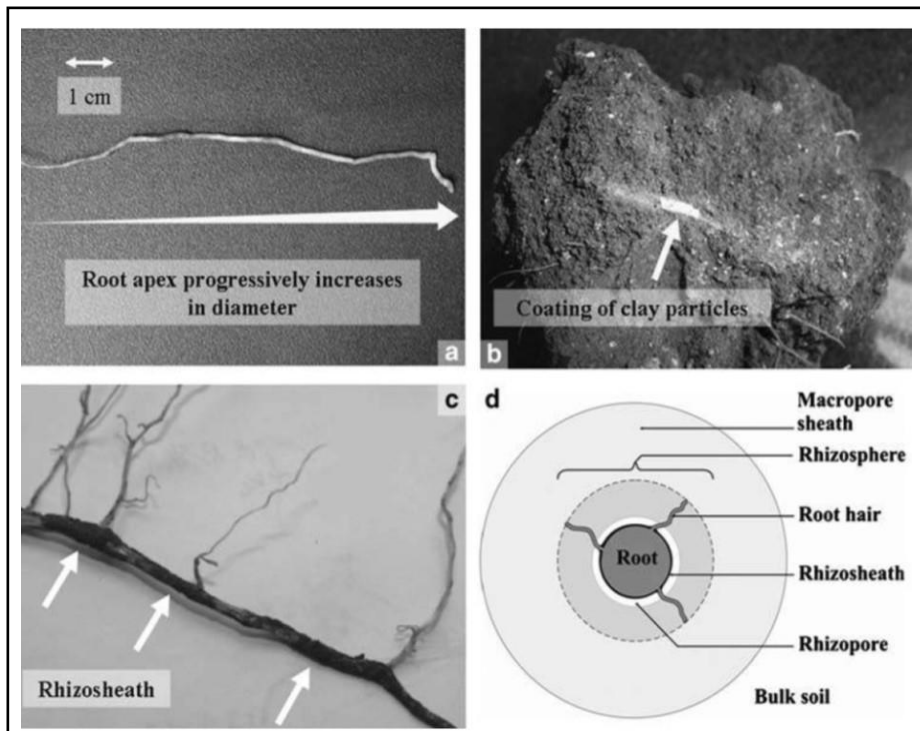 1 cm
Root apex progressively increases
in diameter
a
Coating of clay particles
b
c
Rhizosheath
d
Macropore
sheath
Rhizosphere
Root hair
Root
Rhizosheath
Rhizopore
Bulk soil